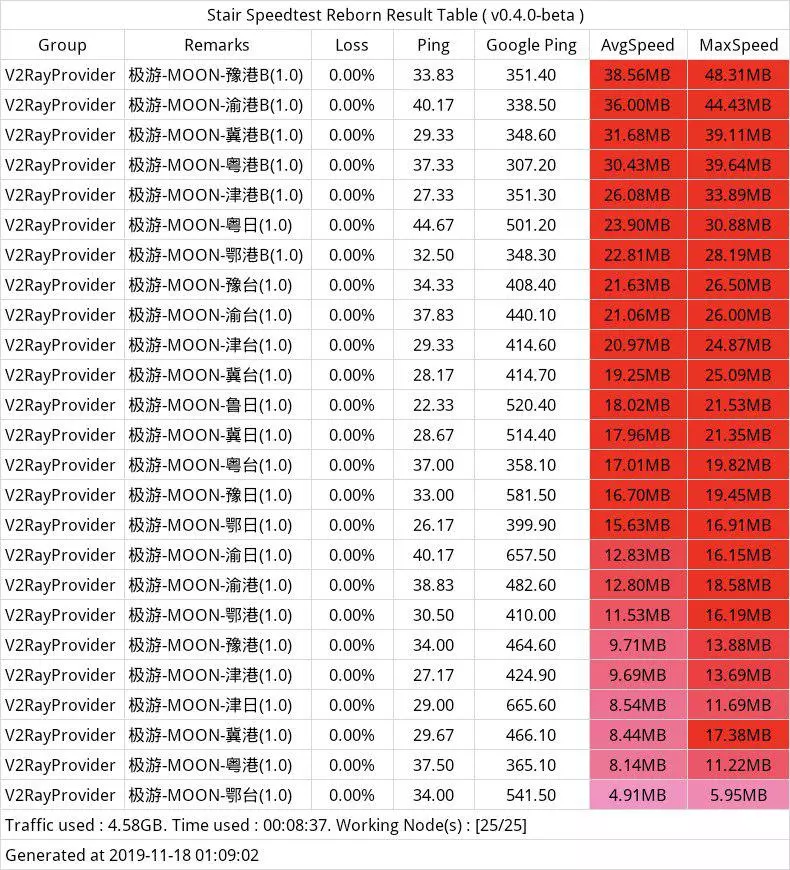 Stair Speedtest Reborn Result Table ( v0.4.0-beta )
Group Remarks Loss Ping Google Ping AvgSpeed MaxSpeed
V2RayProvider 极游-MOON-豫港B(1.0) 0.00% 33.83 351.40 38.56MB 48.31MB
V2RayProvider 极游-MOON-渝港B(1.0) 0.00% 40.17 338.50 36.00MB 44.43MB
V2RayProvider 极游-MOON-冀港B(1.0) 0.00% 29.33 348.60 31.68MB 39.11MB
V2RayProvider 极游-MOON-粤港B(1.0) 0.00% 37.33 307.20 30.43MB 39.64MB
V2RayProvider 极游-MOON-津港B(1.0) 0.00% 27.33 351.30 26.08MB 33.89MB
V2RayProvider 极游-MOON-粤日(1.0) 0.00% 44.67 501.20 23.90MB 30.88MB
V2RayProvider 极游-MOON-鄂港B(1.0) 0.00% 32.50 348.30 22.81MB 28.19MB
V2RayProvider 极游-MOON-豫台(1.0) 0.00% 34.33 408.40 21.63MB 26.50MB
V2RayProvider 极游-MOON-渝台(1.0) 0.00% 37.83 440.10 21.06MB 26.00MB
V2RayProvider 极游-MOON-津台(1.0) 0.00% 29.33 414.60 20.97MB 24.87MB
V2RayProvider 极游-MOON-冀台(1.0) 0.00% 28.17 414.70 19.25MB 25.09MB
V2RayProvider 极游-MOON-鲁日(1.0) 0.00% 22.33 520.40 18.02MB 21.53MB
V2RayProvider 极游-MOON-冀日(1.0) 0.00% 28.67 514.40 17.96MB 21.35MB
V2RayProvider 极游-MOON-粤台(1.0) 0.00% 37.00 358.10 17.01MB 19.82MB
V2RayProvider 极游-MOON-豫日(1.0) 0.00% 33.00 581.50 16.70MB 19.45MB
V2RayProvider 极游-MOON-鄂日(1.0) 0.00% 26.17 399.90 15.63MB 16.91MB
V2RayProvider 极游-MOON-渝日(1.0) 0.00% 40.17 657.50 12.83MB 16.15MB
V2RayProvider 极游-MOON-渝港(1.0) 0.00% 38.83 482.60 12.80MB 18.58MB
V2RayProvider 极游-MOON-鄂港(1.0) 0.00% 30.50 410.00 11.53MB 16.19MB
V2RayProvider 极游-MOON-豫港(1.0) 0.00% 34.00 464.60 9.71MB 13.88MB
V2RayProvider 极游-MOON-津港(1.0) 0.00% 27.17 424.90 9.69MB 13.69MB
V2RayProvider 极游-MOON-津日(1.0) 0.00% 29.00 665.60 8.54MB 11.69MB
V2RayProvider 极游-MOON-冀港(1.0) 0.00% 29.67 466.10 8.44MB 17.38MB
V2RayProvider 极游-MOON-粤港(1.0) 0.00% 37.50 365.10 8.14MB 11.22MB
V2RayProvider 极游-MOON-鄂台(1.0) 0.00% 34.00 541.50 4.91MB 5.95MB
Traffic used : 4.58GB. Time used : 00:08:37. Working Node(s) : [25/25]
Generated at 2019-11-18 01:09:02